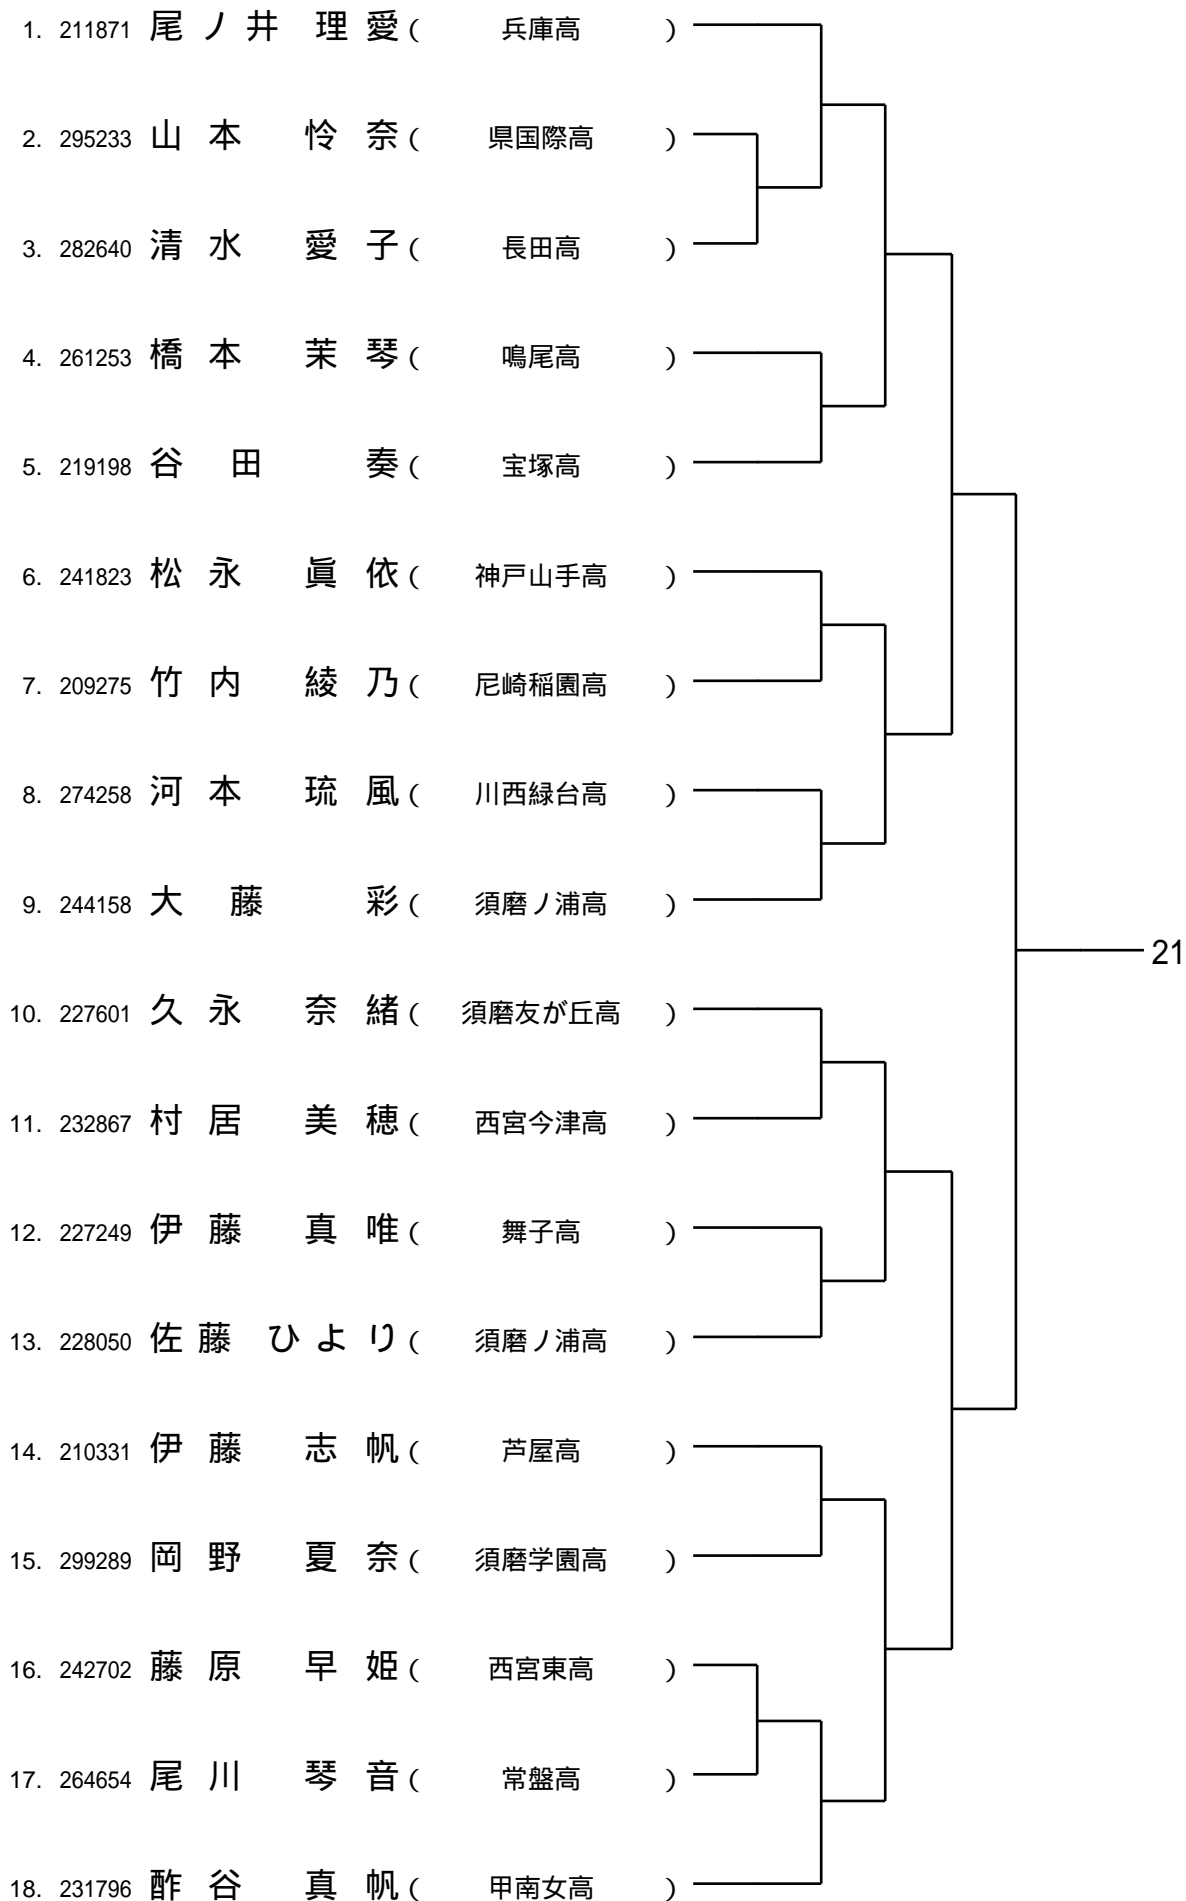 1. 211871 尾ノ井 理愛 ( 兵庫高 )
2. 295233 山本 怜奈 ( 県国際高 )
3. 282640 清水 愛子 ( 長田高 )
4. 261253 橋本 茉琴 ( 鳴尾高 )
5. 219198 谷田 奏 ( 宝塚高 )
6. 241823 松永 眞依 ( 神戸山手高 )
7. 209275 竹内 綾乃 ( 尼崎稲園高 )
8. 274258 河本 琉風 ( 川西緑台高 )
9. 244158 大藤 彩 ( 須磨ノ浦高 )
21
10. 227601 久永 奈緒 ( 須磨友が丘高 )
11. 232867 村居 美穂 ( 西宮今津高 )
12. 227249 伊藤 真唯 ( 舞子高 )
13. 228050 佐藤 ひより ( 須磨ノ浦高 )
14. 210331 伊藤 志帆 ( 芦屋高 )
15. 299289 岡野 夏奈 ( 須磨学園高 )
16. 242702 藤原 早姫 ( 西宮東高 )
17. 264654 尾川 琴音 ( 常盤高 )
18. 231796 酢谷 真帆 ( 甲南女高 )